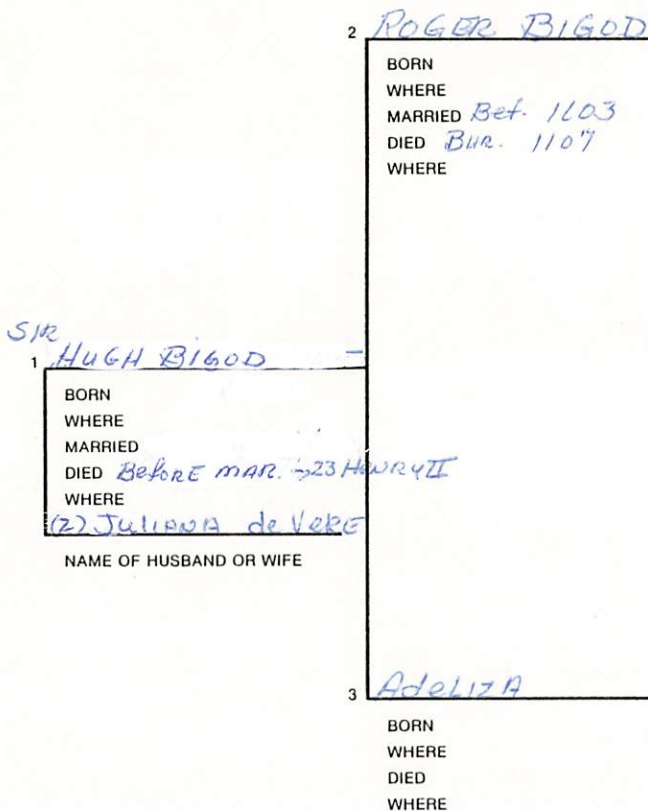 2 ROGER BIGOD
BORN
WHERE
MARRIED Bef. 1103
DIED Bur. 1107
WHERE
SIR
1 HUGH BIGOD -
BORN
WHERE
MARRIED
DIED BeFORE MAR. 23 HENRY II
WHERE
(2) JULIANA de VERE
NAME OF HUSBAND OR WIFE
3 AdeLIZA
BORN
WHERE
DIED
WHERE